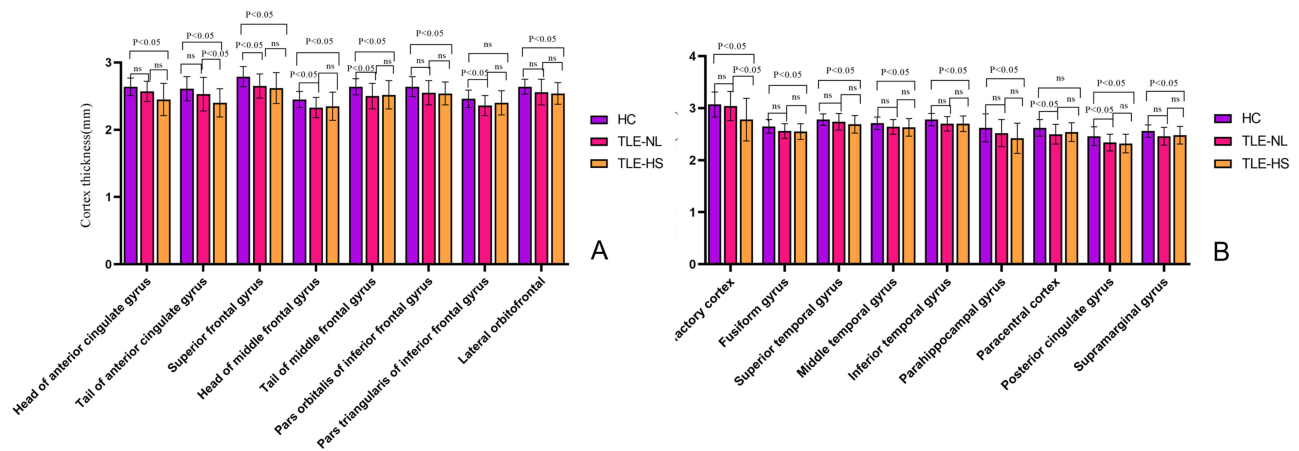 P<0.05
ns
ns
P<0.05
ns
P<0.05
P<0.05
P<0.05
ns
P<0.05
P<0.05
ns
P<0.05
P<0.05
ns
P<0.05
ns
ns
ns
P<0.05
ns
P<0.05
ns
ns
Cortex thickness(mm)
3
2
1
0
HC
TLE-NL
TLE-HS
A
Head of anterior cingulate gyrus
Tail of anterior cingulate gyrus
Superior frontal gyrus
Head of middle frontal gyrus
Tail of middle frontal gyrus
Pars orbitalis of inferior frontal gyrus
Pars triangularis of inferior frontal gyrus
Lateral orbitofrontal
P<0.05
ns
P<0.05
P<0.05
ns
ns
P<0.05
ns
ns
P<0.05
ns
ns
P<0.05
ns
ns
P<0.05
ns
ns
ns
P<0.05
ns
P<0.05
P<0.05
ns
P<0.05
ns
ns
4
3
2
1
0
HC
TLE-NL
TLE-HS
B
factory cortex
Fusiform gyrus
Superior temporal gyrus
Middle temporal gyrus
Inferior temporal gyrus
Parahippocampal gyrus
Paracentral cortex
Posterior cingulate gyrus
Supramarginal gyrus